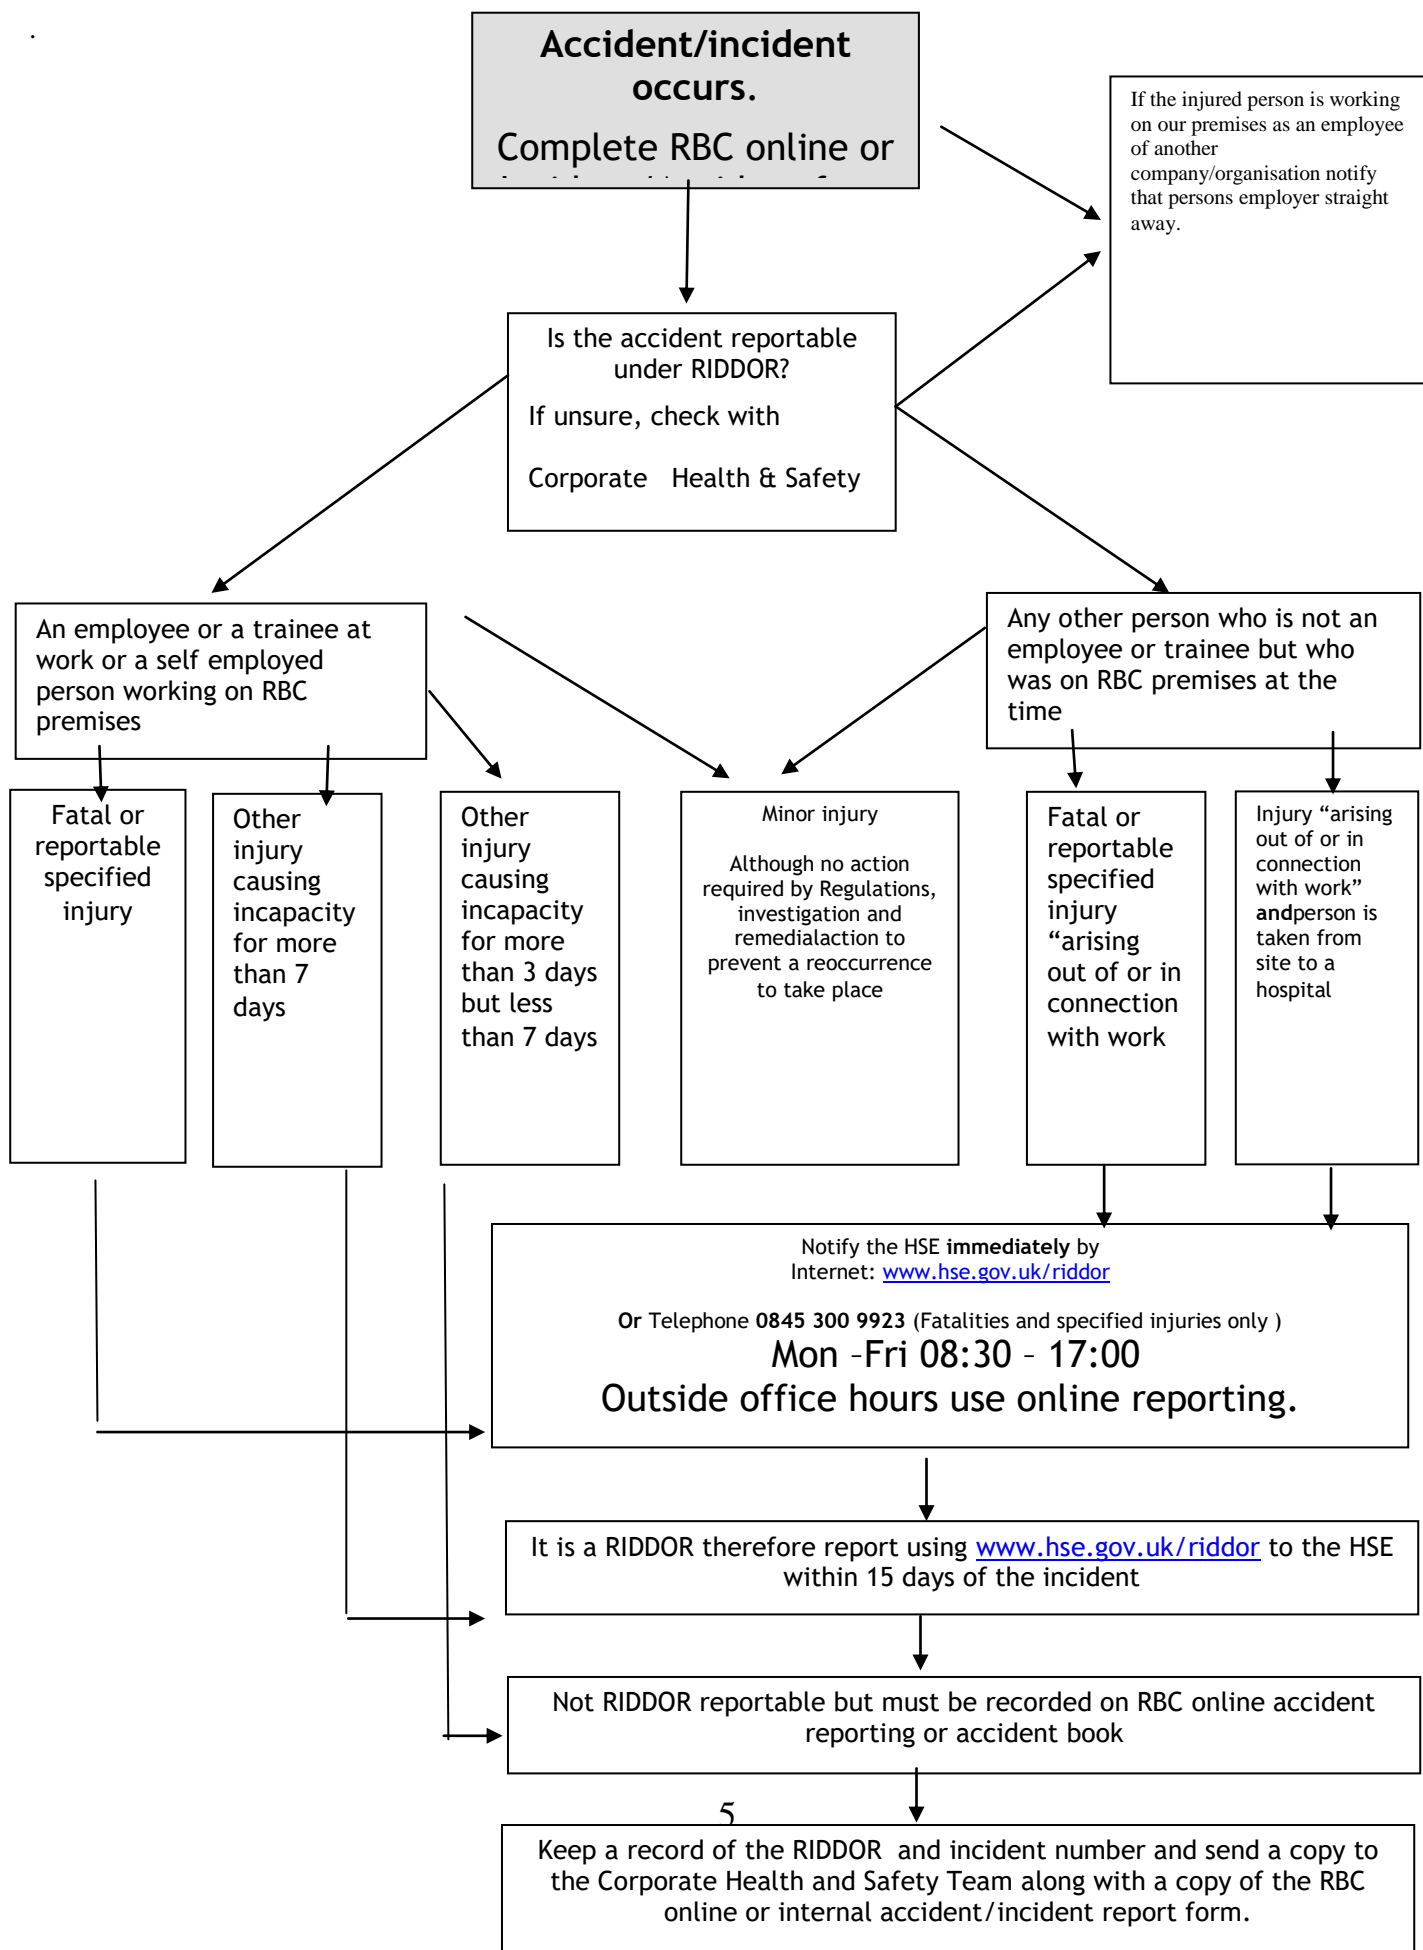 .
Accident/incident
occurs.
Complete RBC online or
If the injured person is working
on our premises as an employee
of another
company/organisation notify
that persons employer straight
away.
Is the accident reportable
under RIDDOR?
If unsure, check with
Corporate Health & Safety
An employee or a trainee at
work or a self employed
person working on RBC
premises
Any other person who is not an
employee or trainee but who
was on RBC premises at the
time
Fatal or
reportable
specified
injury
Other
injury
causing
incapacity
for more
than 7
days
Other
injury
causing
incapacity
for more
than 3 days
but less
than 7 days
Minor injury
Although no action
required by Regulations,
investigation and
remedialaction to
prevent a reoccurrence
to take place
Fatal or
reportable
specified
injury
“arising
out of or in
connection
with work
Injury “arising
out of or in
connection
with work”
andperson is
taken from
site to a
hospital
Notify the HSE immediately by
Internet: www.hse.gov.uk/riddor
Or Telephone 0845 300 9923 (Fatalities and specified injuries only )
Mon –Fri 08:30 – 17:00
Outside office hours use online reporting.
It is a RIDDOR therefore report using www.hse.gov.uk/riddor to the HSE
within 15 days of the incident
Not RIDDOR reportable but must be recorded on RBC online accident
reporting or accident book
5
Keep a record of the RIDDOR and incident number and send a copy to
the Corporate Health and Safety Team along with a copy of the RBC
online or internal accident/incident report form.